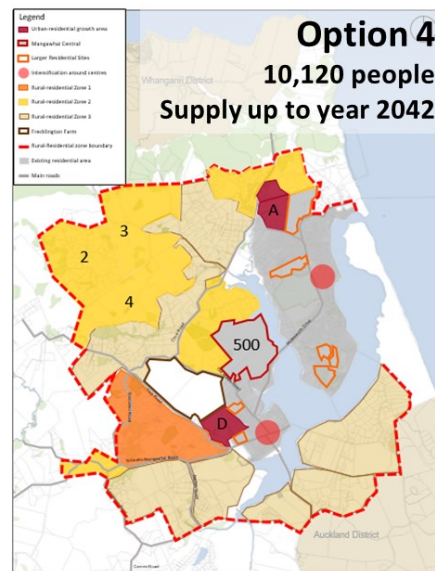 Legend
Urban-residential growth area
Mangawhai Central
Larger Residential Sites
Intensification around centres
Rural-residential Zone 1
Rural-residential Zone 2
Rural-residential Zone 3
Frecklington Farm
Rural-Residential zone boundary
Existing residential area
Main roads
Option 4
10,120 people
Supply up to year 2042
Whangarei District
A
3
2
4
500
D
Auckland District